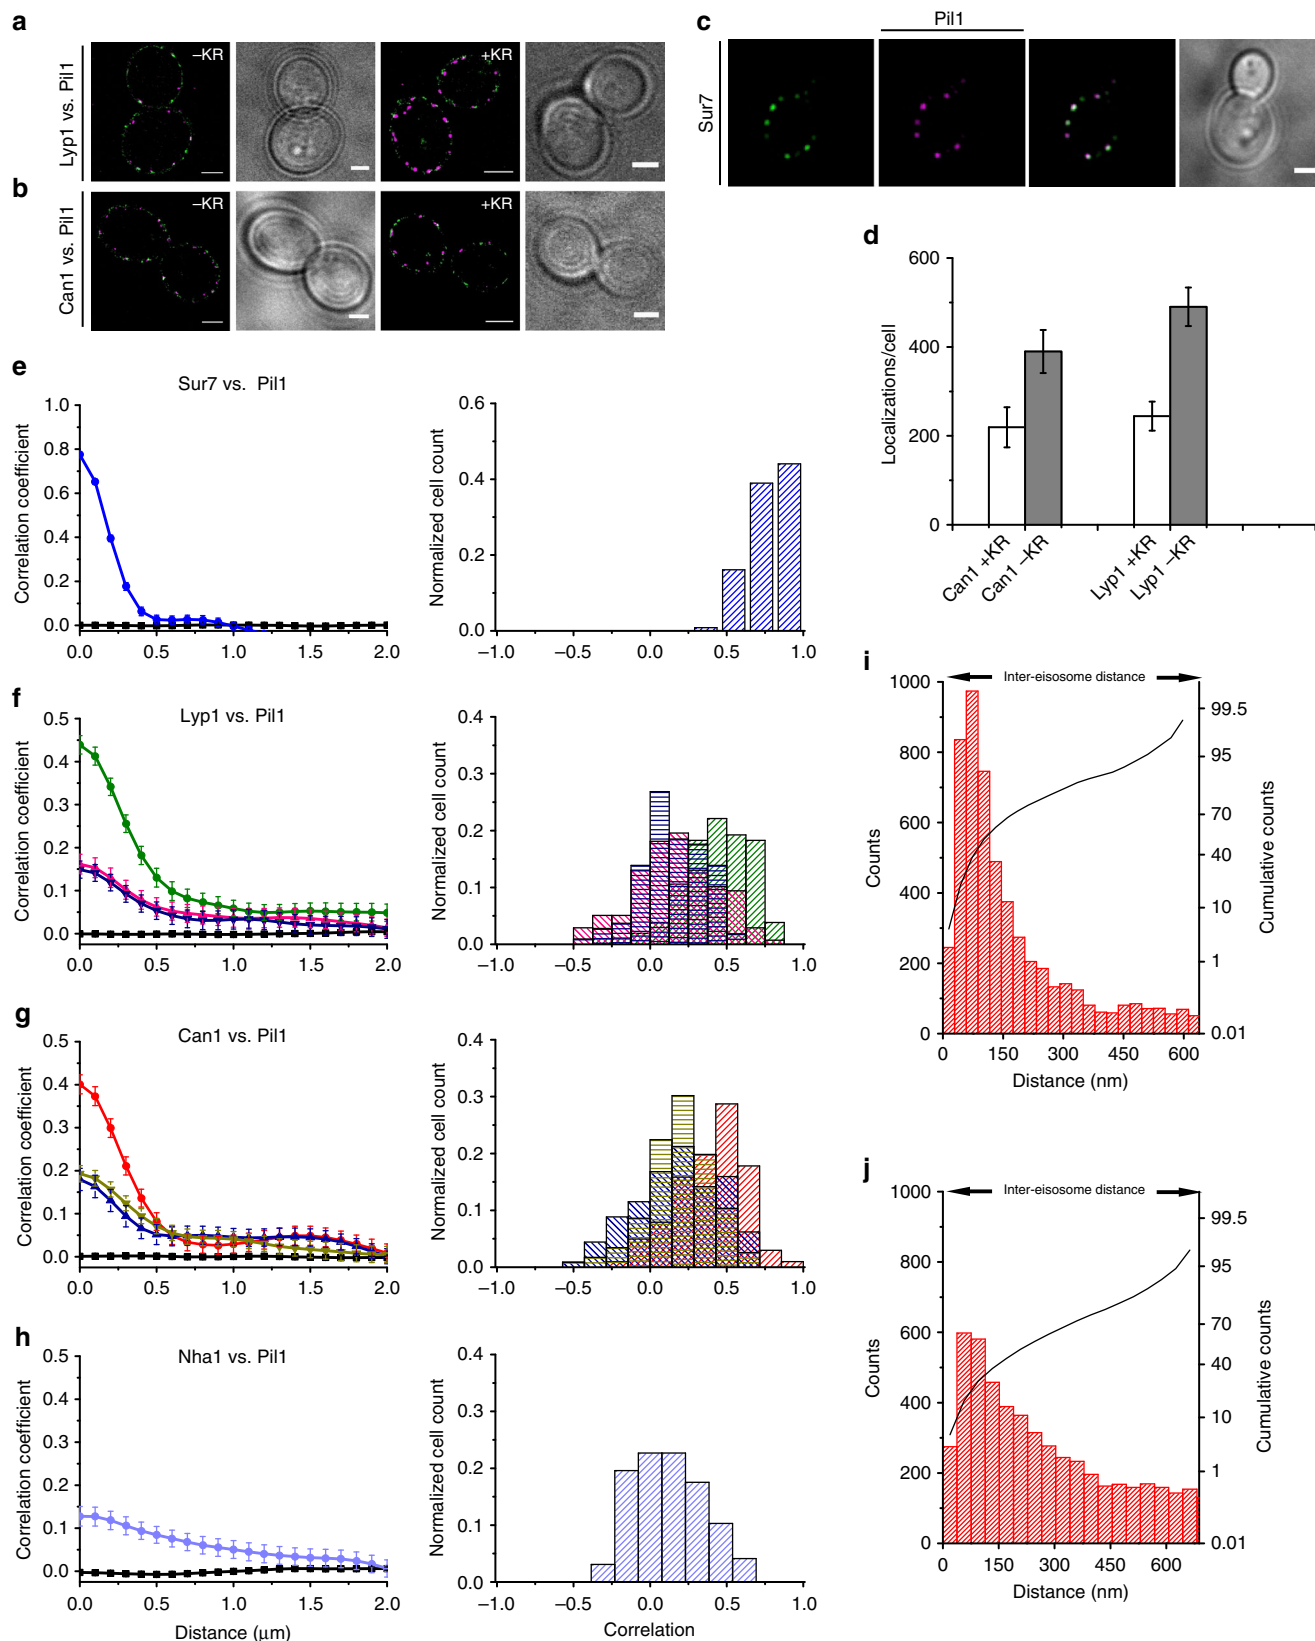 a
Lyp1 vs. Pil1
–KR
+KR
b
Can1 vs. Pil1
–KR
+KR
c
Pil1
Sur7
d
Localizations/cell
600
400
200
0
Can1 +KR
Can1 –KR
Lyp1 +KR
Lyp1 –KR
e
Sur7 vs. Pil1
Correlation coefficient
1.0
0.8
0.6
0.4
0.2
0.0
0.0 0.5 1.0 1.5 2.0
Normalized cell count
0.6
0.4
0.2
0.0
–1.0 –0.5 0.0 0.5 1.0
f
Lyp1 vs. Pil1
Correlation coefficient
0.5
0.4
0.3
0.2
0.1
0.0
0.0 0.5 1.0 1.5 2.0
Normalized cell count
0.4
0.3
0.2
0.1
0.0
–1.0 –0.5 0.0 0.5 1.0
g
Can1 vs. Pil1
Correlation coefficient
0.5
0.4
0.3
0.2
0.1
0.0
0.0 0.5 1.0 1.5 2.0
Normalized cell count
0.4
0.3
0.2
0.1
0.0
–1.0 –0.5 0.0 0.5 1.0
h
Nha1 vs. Pil1
Correlation coefficient
0.5
0.4
0.3
0.2
0.1
0.0
0.0 0.5 1.0 1.5 2.0
Distance (μm)
Normalized cell count
0.4
0.3
0.2
0.1
0.0
–1.0 –0.5 0.0 0.5 1.0
Correlation
i
Inter-eisosome distance
Counts
1000
800
600
400
200
0
0 150 300 450 600
Distance (nm)
99.5
95
70
40
10
1
0.01
Cumulative counts
j
Inter-eisosome distance
Counts
1000
800
600
400
200
0
0 150 300 450 600
Distance (nm)
99.5
95
70
40
10
1
0.01
Cumulative counts